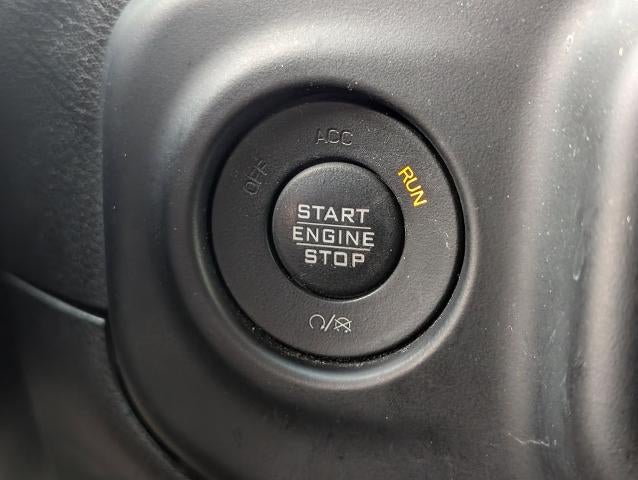 OFF
ACC
RUN
START
ENGINE
STOP